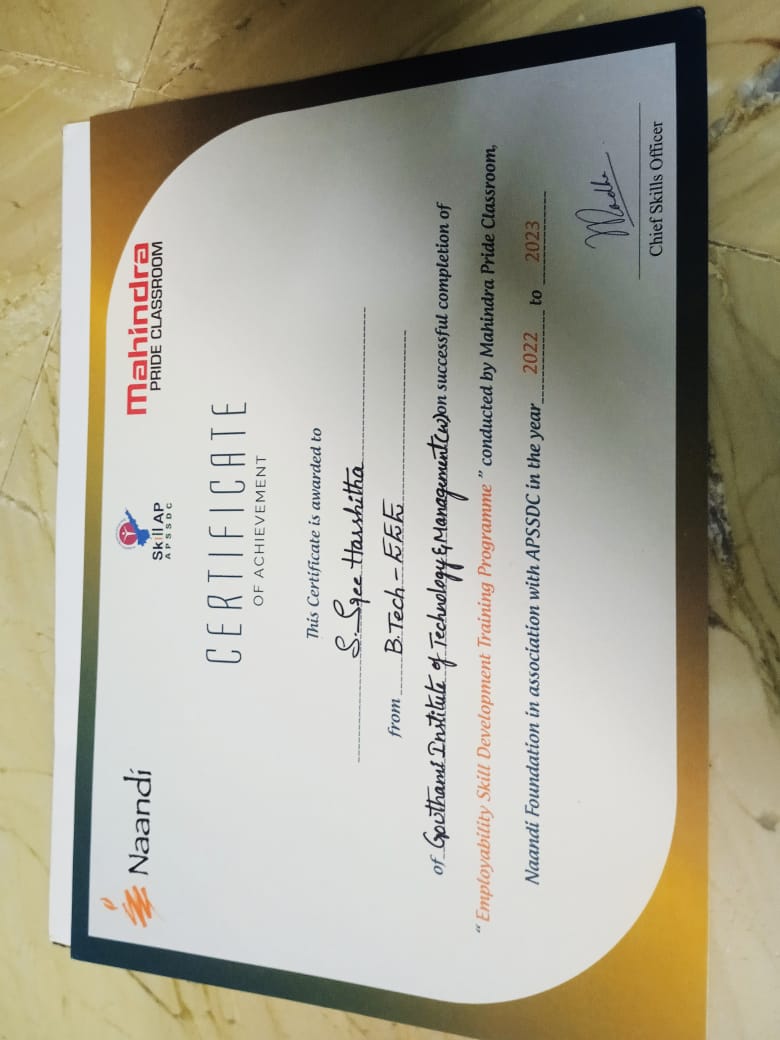 Naandi
Skill AP
APSSDC
Mahindra
PRIDE CLASSROOM
CERTIFICATE
OF ACHIEVEMENT
This Certificate is awarded to
S. Sree Harshitha
from B.Tech - EEE
of Gouthami Institute of Technology & Management(w) on successful completion of
“ Employability Skill Development Training Programme ” conducted by Mahindra Pride Classroom,
Naandi Foundation in association with APSSDC in the year 2022 to 2023
Chief Skills Officer